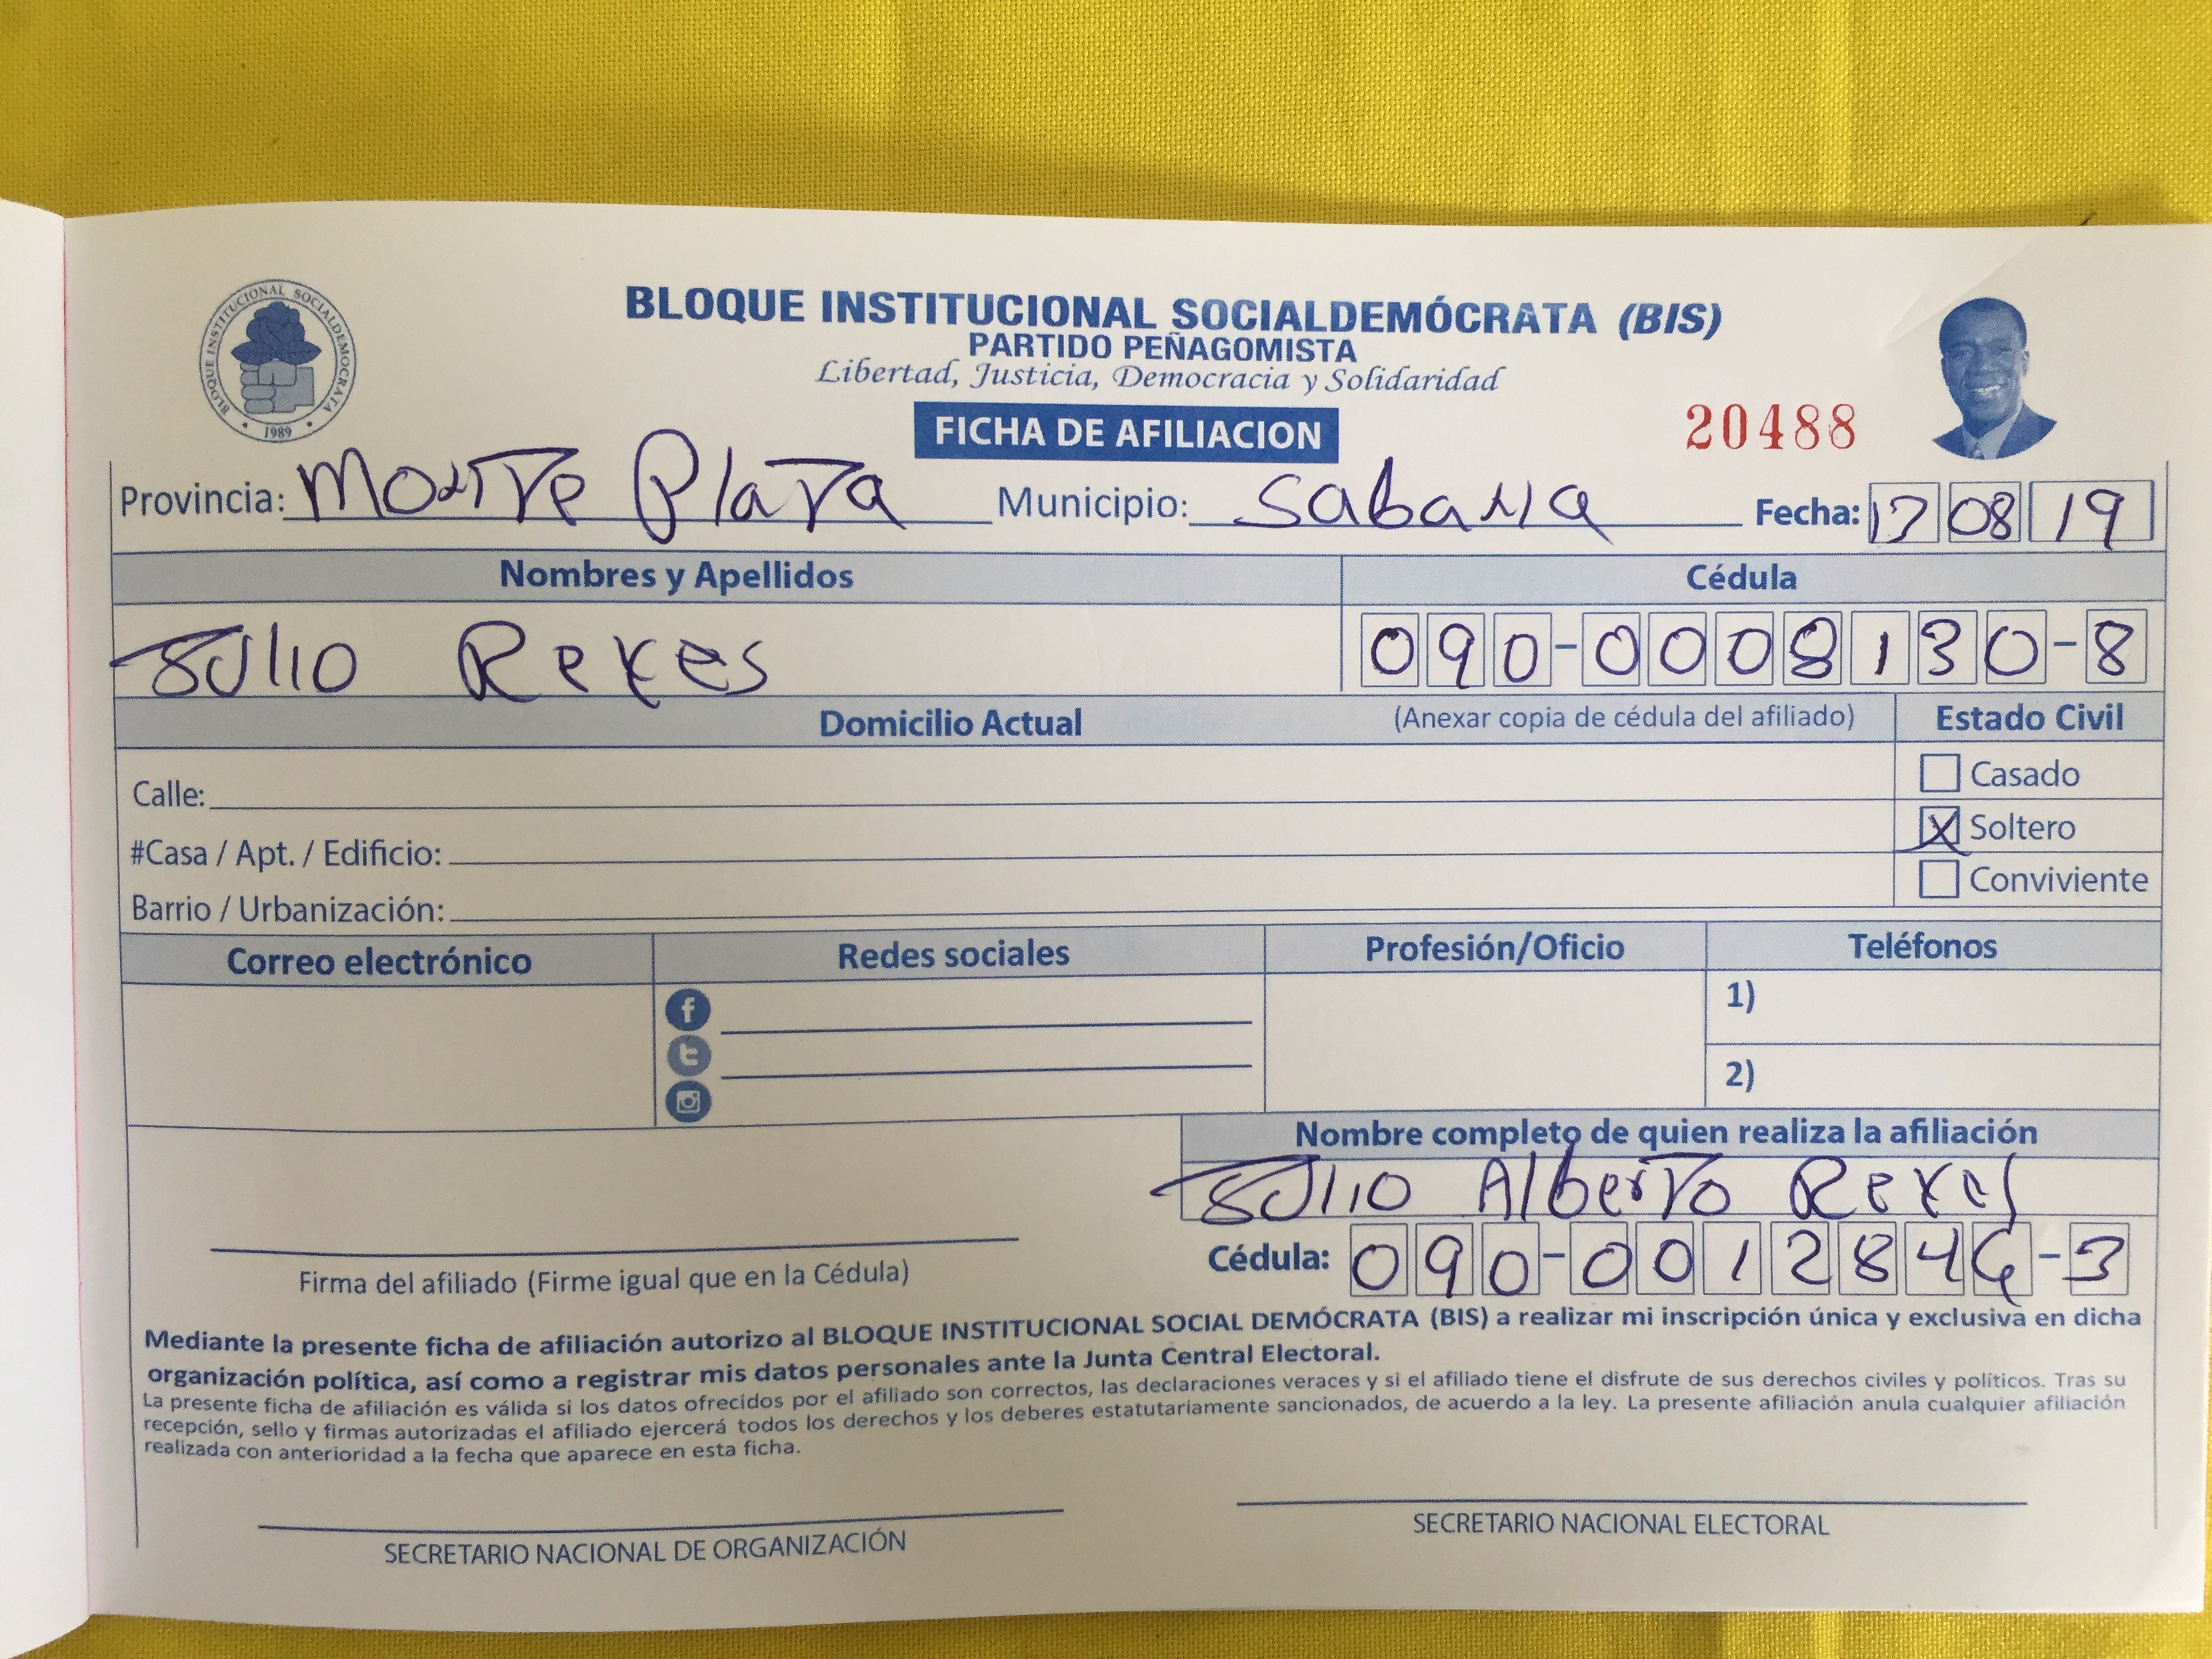 BLOQUE INSTITUCIONAL SOCIALDEMÓCRATA (BIS)
PARTIDO PEÑAGOMISTA
Libertad, Justicia, Democracia y Solidaridad
BLOQUE INSTITUCIONAL SOCIALDEMOCRATA
1989
FICHA DE AFILIACION
20488
Provincia: Monte Plata Municipio: Sabana Fecha: 17 08 19
Nombres y Apellidos Cédula
Julio Reyes 090-0008130-8
Domicilio Actual (Anexar copia de cédula del afiliado) Estado Civil
Casado
Calle:
X Soltero
#Casa / Apt. / Edificio:
Conviviente
Barrio / Urbanización:
Correo electrónico Redes sociales Profesión/Oficio Teléfonos
1)
2)
Nombre completo de quien realiza la afiliación
Julio Alberto Reyes
Cédula: 090-0012846-3
Firma del afiliado (Firme igual que en la Cédula)
Mediante la presente ficha de afiliación autorizo al BLOQUE INSTITUCIONAL SOCIAL DEMÓCRATA (BIS) a realizar mi inscripción única y exclusiva en dicha
organización política, así como a registrar mis datos personales ante la Junta Central Electoral.
La presente ficha de afiliación es válida si los datos ofrecidos por el afiliado son correctos, las declaraciones veraces y si el afiliado tiene el disfrute de sus derechos civiles y políticos. Tras su
recepción, sello y firmas autorizadas el afiliado ejercerá todos los derechos y los deberes estatutariamente sancionados, de acuerdo a la ley. La presente afiliación anula cualquier afiliación
realizada con anterioridad a la fecha que aparece en esta ficha.
SECRETARIO NACIONAL DE ORGANIZACIÓN
SECRETARIO NACIONAL ELECTORAL